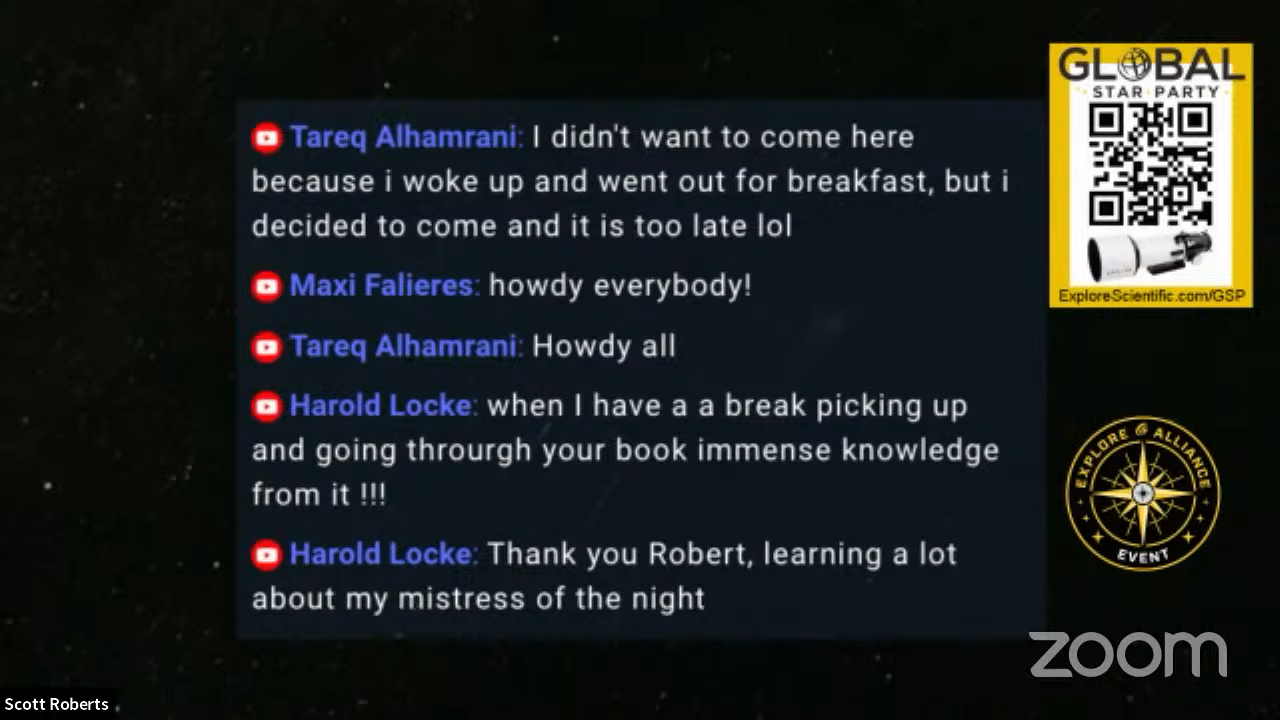 Tareq Alhamrani: I didn't want to come here
because i woke up and went out for breakfast, but i
decided to come and it is too late lol
Maxi Falieres: howdy everybody!
Tareq Alhamrani: Howdy all
Harold Locke: when I have a a break picking up
and going throurgh your book immense knowledge
from it !!!
Harold Locke: Thank you Robert, learning a lot
about my mistress of the night
GLOBAL
STAR PARTY
ExploreScientific.com/GSP
EXPLORE ALLIANCE
EVENT
zoom
Scott Roberts